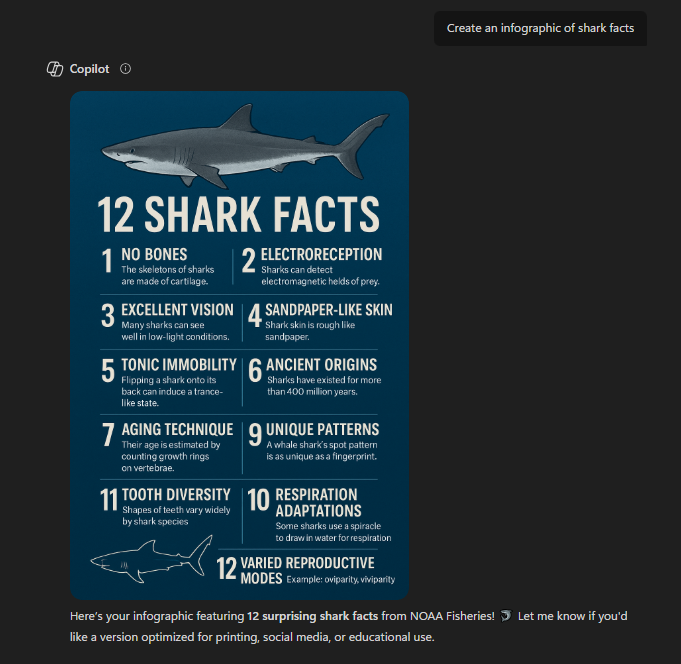 Create an infographic of shark facts
Copilot
12 SHARK FACTS
1 NO BONES
The skeletons of sharks
are made of cartilage.
2 ELECTRORECEPTION
Sharks can detect
electromagnetic helds of prey.
3 EXCELLENT VISION
Many sharks can see
well in low-light conditions.
4 SANDPAPER-LIKE SKIN
Shark skin is rough like
sandpaper.
5 TONIC IMMOBILITY
Flipping a shark onto its
back can induce a trance-
like state.
6 ANCIENT ORIGINS
Sharks have existed for more
than 400 million years.
7 AGING TECHNIQUE
Their age is estimated by
counting growth rings
on vertebrae.
9 UNIQUE PATTERNS
A whale shark's spot pattern
is as unique as a fingerprint.
11 TOOTH DIVERSITY
Shapes of teeth vary widely
by shark species
10 RESPIRATION
ADAPTATIONS
Some sharks use a spiracle
to draw in water for respiration
12 VARIED REPRODUCTIVE
MODES Example: oviparity, viviparity
Here's your infographic featuring 12 surprising shark facts from NOAA Fisheries! 🦈 Let me know if you'd
like a version optimized for printing, social media, or educational use.